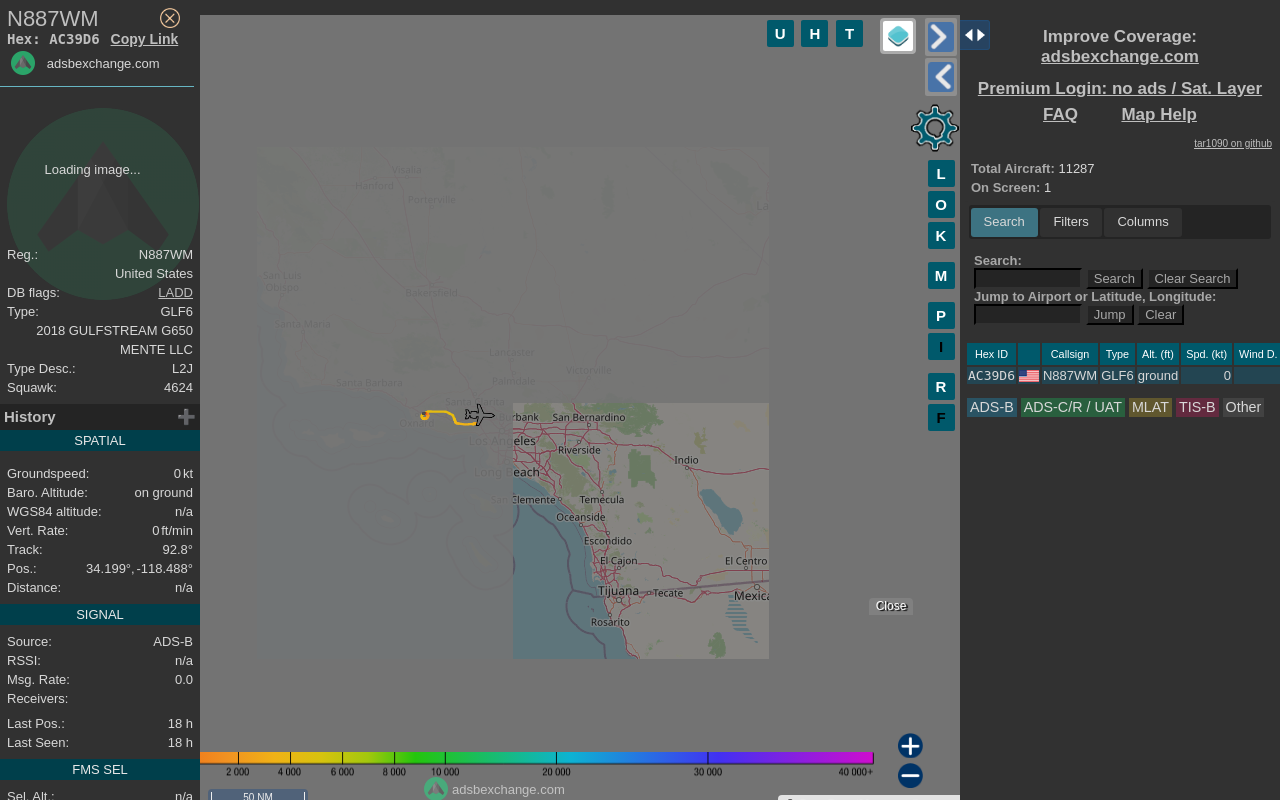 N887WM
Hex: AC39D6 Copy Link
adsbexchange.com
Loading image...
Reg.: N887WM
United States
DB flags: LADD
Type: GLF6
2018 GULFSTREAM G650
MENTE LLC
Type Desc.: L2J
Squawk: 4624
History
SPATIAL
Groundspeed: 0 kt
Baro. Altitude: on ground
WGS84 altitude: n/a
Vert. Rate: 0 ft/min
Track: 92.8°
Pos.: 34.199°, -118.488°
Distance: n/a
SIGNAL
Source: ADS-B
RSSI: n/a
Msg. Rate: 0.0
Receivers:
Last Pos.: 18 h
Last Seen: 18 h
FMS SEL
Sel. Alt.: n/a
U H T
L
O
K
M
P
I
R
F
Visalia
Hanford
Porterville
San Luis
Obispo
Bakersfield
Santa Maria
Lancaster
Victorville
Santa Barbara
Palmdale
Santa Clarita
rbank
San Bernardino
Los Angeles
Riverside
Indio
Long Beach
San Clemente
Temecula
Oceanside
Escondido
El Cajon
El Centro
Tijuana
Tecate
Mexica
Rosarito
Close
2 000 4 000 6 000 8 000 10 000 20 000 30 000 40 000+
adsbexchange.com
50 NM
Improve Coverage:
adsbexchange.com
Premium Login: no ads / Sat. Layer
FAQ Map Help
tar1090 on github
Total Aircraft: 11287
On Screen: 1
Search Filters Columns
Search:
Search Clear Search
Jump to Airport or Latitude, Longitude:
Jump Clear
Hex ID Callsign Type Alt. (ft) Spd. (kt) Wind D.
AC39D6 N887WM GLF6 ground 0
ADS-B ADS-C/R / UAT MLAT TIS-B Other